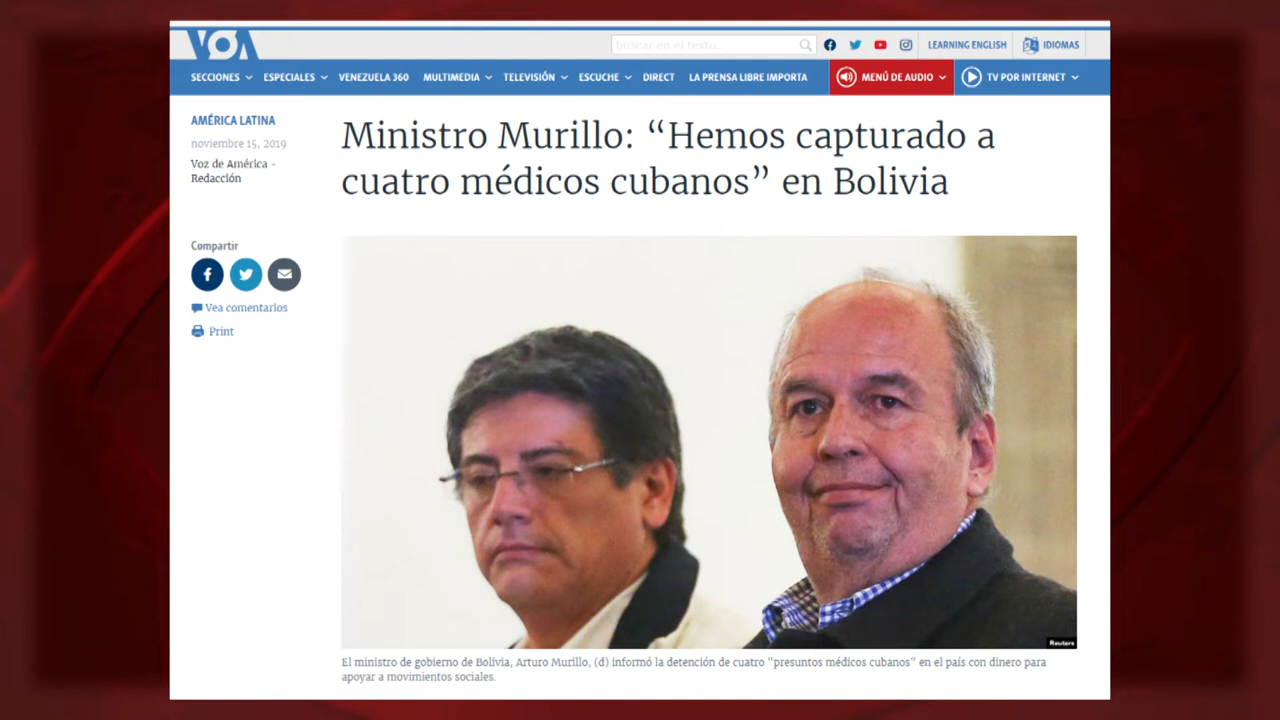 VOA
buscar en el texto...
LEARNING ENGLISH
IDIOMAS
SECCIONES
ESPECIALES
VENEZUELA 360
MULTIMEDIA
TELEVISIÓN
ESCUCHE
DIRECT
LA PRENSA LIBRE IMPORTA
MENÚ DE AUDIO
TV POR INTERNET
AMÉRICA LATINA
noviembre 15, 2019
Voz de América -
Redacción
Ministro Murillo: “Hemos capturado a
cuatro médicos cubanos” en Bolivia
Compartir
Vea comentarios
Print
Reuters
El ministro de gobierno de Bolivia, Arturo Murillo, (d) informó la detención de cuatro "presuntos médicos cubanos" en el país con dinero para
apoyar a movimientos sociales.